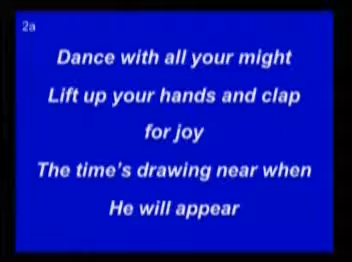 2a
Dance with all your might
Lift up your hands and clap
for joy
The time's drawing near when
He will appear